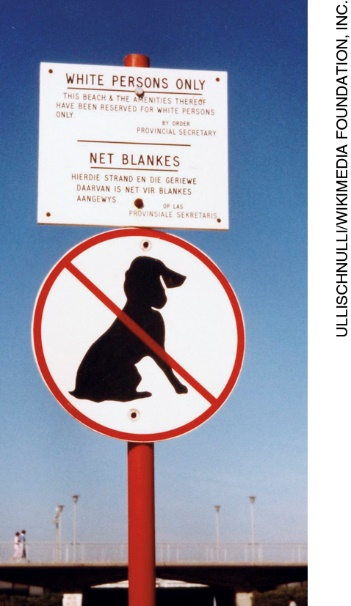 WHITE PERSONS ONLY
THIS BEACH & THE AMENITIES THEREOF
HAVE BEEN RESERVED FOR WHITE PERSONS
ONLY
BY ORDER
PROVINCIAL SECRETARY
NET BLANKES
HIERDIE STRAND EN DIE GERIEWE
DAARVAN IS NET VIR BLANKES
AANGEWYS
OP LAS
PROVINSIALE SEKRETARIS
ULLISCHNULLI/WIKIMEDIA FOUNDATION, INC.